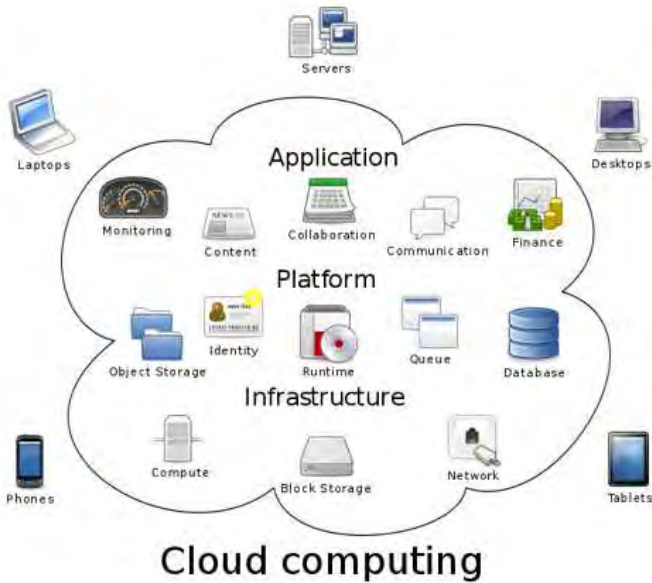 Servers
Laptops
Desktops
Application
Monitoring
NEWS
Content
Collaboration
Communication
Finance
Platform
Object Storage
Identity
Runtime
Queue
Database
Infrastructure
Compute
Block Storage
Network
Phones
Tablets
Cloud computing